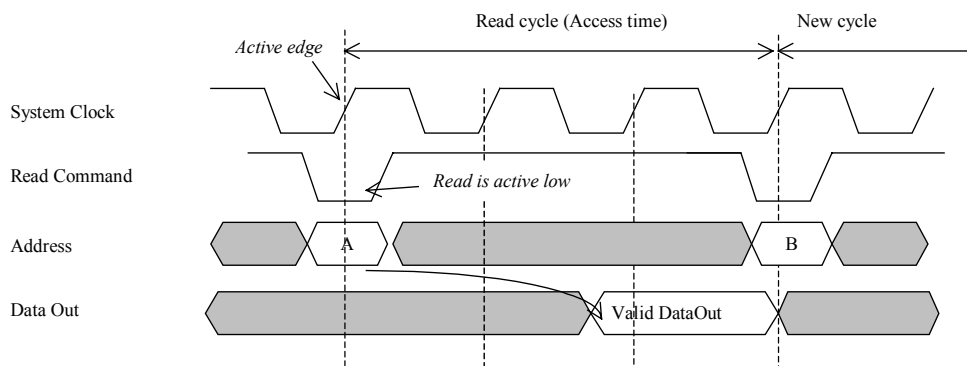 Read cycle (Access time)
New cycle
Active edge
System Clock
Read Command
Read is active low
Address
A
B
Data Out
Valid DataOut